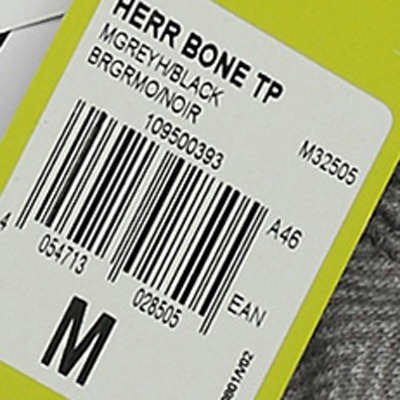 HERR BONE TP
MGREYH/BLACK
BRGRMO/NOIR
109500393
M32505
A46
4 054713 028505
EAN
M